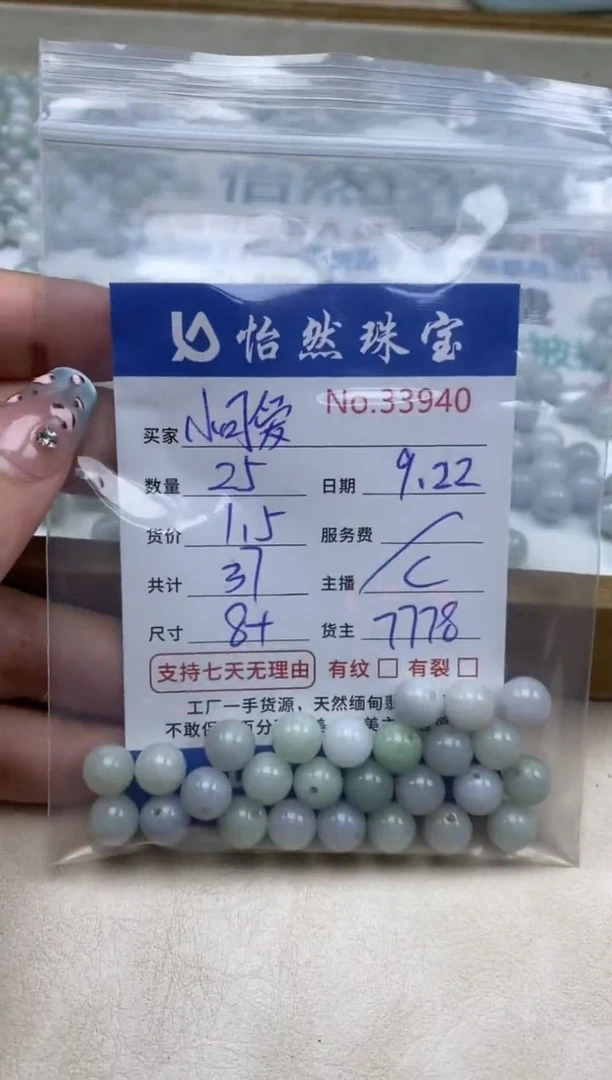 怡然珠宝
No.33940
买家 小可爱
数量 25 日期 9.22
货价 1.5 服务费 /
共计 37 主播 C
尺寸 8+ 货主 7778
支持七天无理由 有纹 □ 有裂 □
工厂一手货源，天然缅甸
不敢